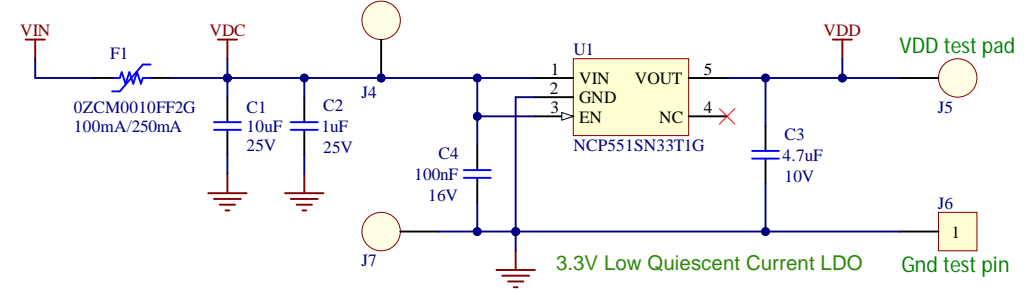 VIN
VDC
VDD
VDD test pad
F1
U1
0ZCM0010FF2G
100mA/250mA
C1
10uF
25V
C2
1uF
25V
J4
1
2
3
VIN
GND
EN
VOUT
NC
5
4
NCP551SN33T1G
J5
C4
100nF
16V
C3
4.7uF
10V
J7
J6
1
3.3V Low Quiescent Current LDO
Gnd test pin